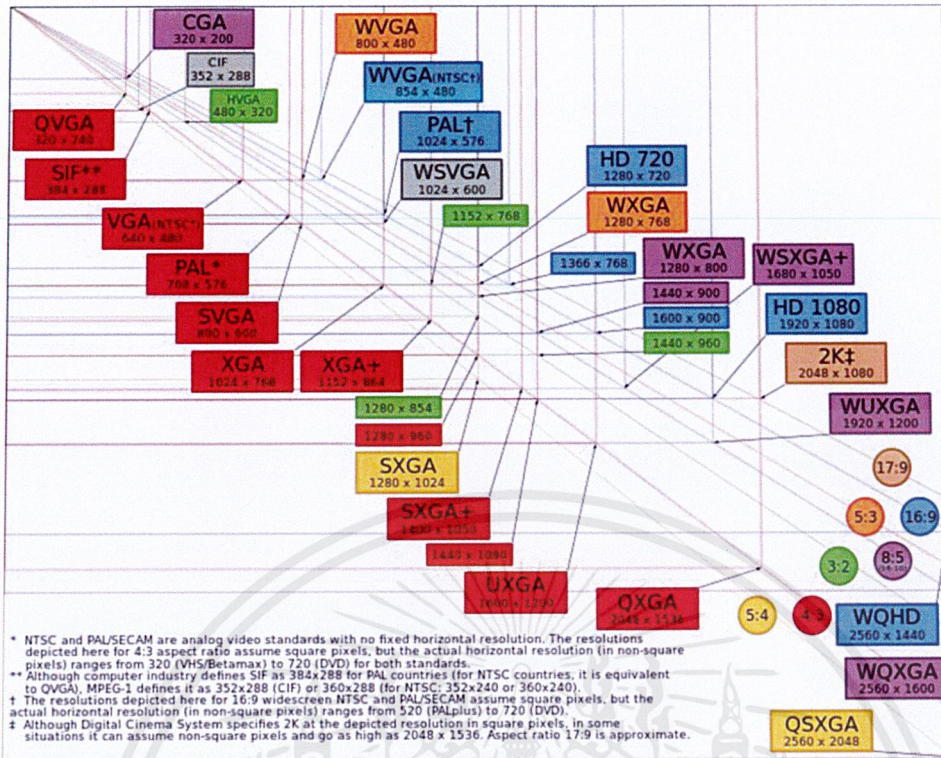 CGA
320 x 200
CIF
352 x 288
HVGA
480 x 320
QVGA
SIF**
384 x 288
VGA(NTSC*)
640 x 480
PAL*
768 x 576
SVGA
800 x 600
XGA
1024 x 768
XGA+
1152 x 864
WVGA
800 x 480
WVGA(NTSC†)
854 x 480
PAL†
1024 x 576
WSVGA
1024 x 600
1152 x 768
HD 720
1280 x 720
WXGA
1280 x 768
1366 x 768
WXGA
1280 x 800
WSXGA+
1680 x 1050
1440 x 900
1600 x 900
1440 x 960
HD 1080
1920 x 1080
2K‡
2048 x 1080
WUXGA
1920 x 1200
1280 x 854
1280 x 960
SXGA
1280 x 1024
SXGA+
1400 x 1050
1440 x 1080
UXGA
1600 x 1200
QXGA
2048 x 1536
17:9
5:3
16:9
3:2
8:5
(16:10)
5:4
4:3
WQHD
2560 x 1440
WQXGA
2560 x 1600
QSXGA
2560 x 2048
* NTSC and PAL/SECAM are analog video standards with no fixed horizontal resolution. The resolutions
depicted here for 4:3 aspect ratio assume square pixels, but the actual horizontal resolution (in non-square
pixels) ranges from 320 (VHS/Betamax) to 720 (DVD) for both standards.
** Although computer industry defines SIF as 384x288 for PAL countries (for NTSC countries, it is equivalent
to QVGA), MPEG-1 defines it as 352x288 (CIF) or 360x288 (for NTSC: 352x240 or 360x240).
† The resolutions depicted here for 16:9 widescreen NTSC and PAL/SECAM assume square pixels, but the
actual horizontal resolution (in non-square pixels) ranges from 520 (PALplus) to 720 (DVD).
‡ Although Digital Cinema System specifies 2K at the depicted resolution in square pixels, in some
situations it can assume non-square pixels and go as high as 2048 x 1536. Aspect ratio 17:9 is approximate.